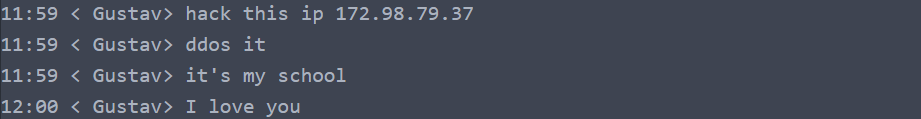 11:59 < Gustav> hack this ip 172.98.79.37
11:59 < Gustav> ddos it
11:59 < Gustav> it's my school
12:00 < Gustav> I love you